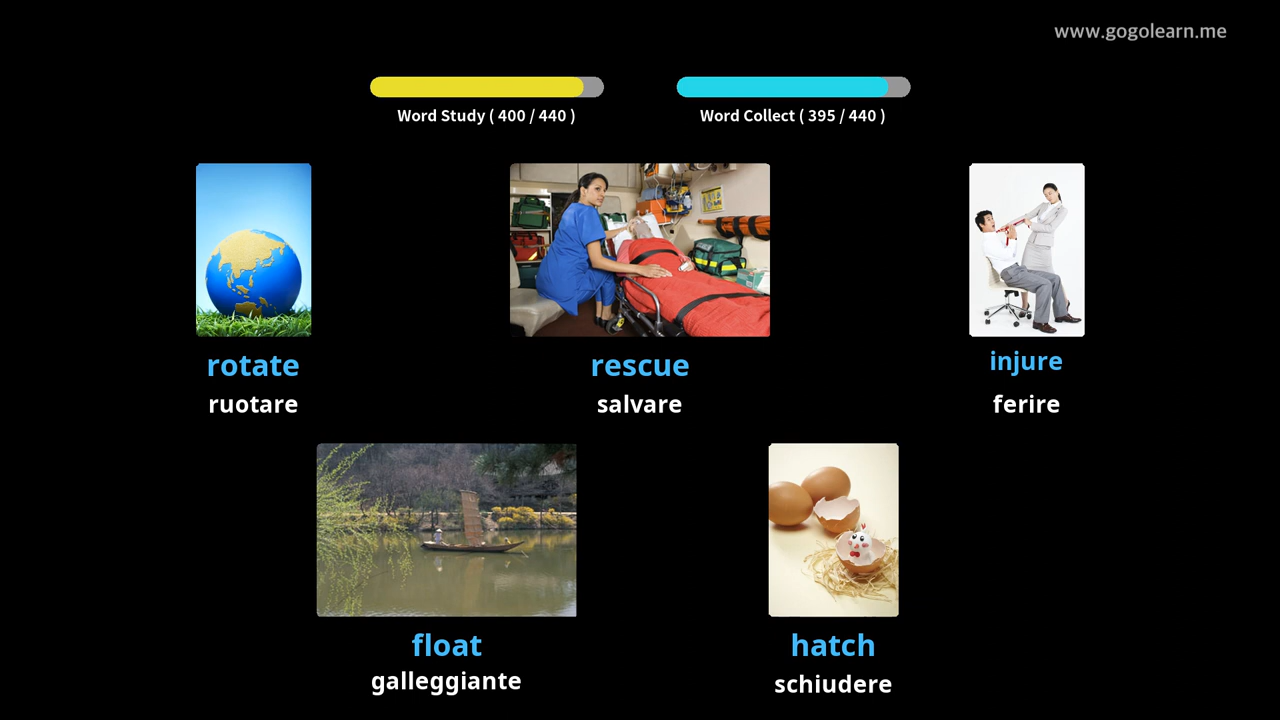 www.gogolearn.me
Word Study ( 400 / 440 )
Word Collect ( 395 / 440 )
rotate
ruotare
rescue
salvare
injure
ferire
float
galleggiante
hatch
schiudere